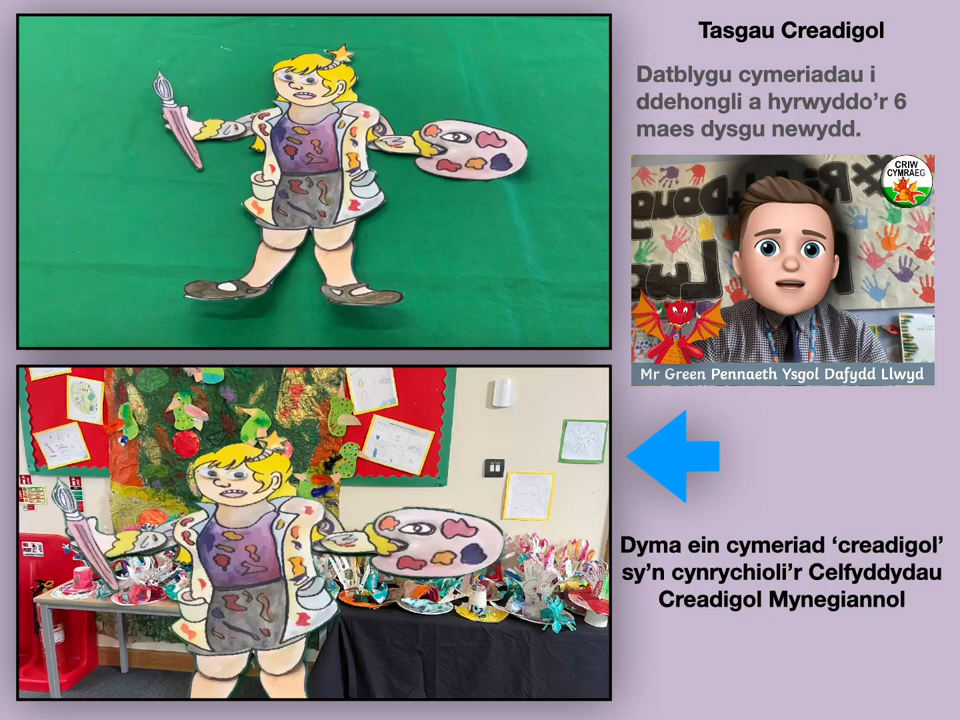 Tasgau Creadigol
Datblygu cymeriadau i
ddehongli a hyrwyddo’r 6
maes dysgu newydd.
CRIW
CYMRAEG
Mr Green Pennaeth Ysgol Dafydd Llwyd
Dyma ein cymeriad ‘creadigol’
sy’n cynrychioli’r Celfyddydau
Creadigol Mynegiannol